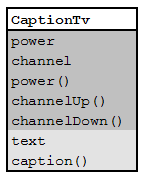 CaptionTv
power
channel
power()
channelUp()
channelDown()
text
caption()